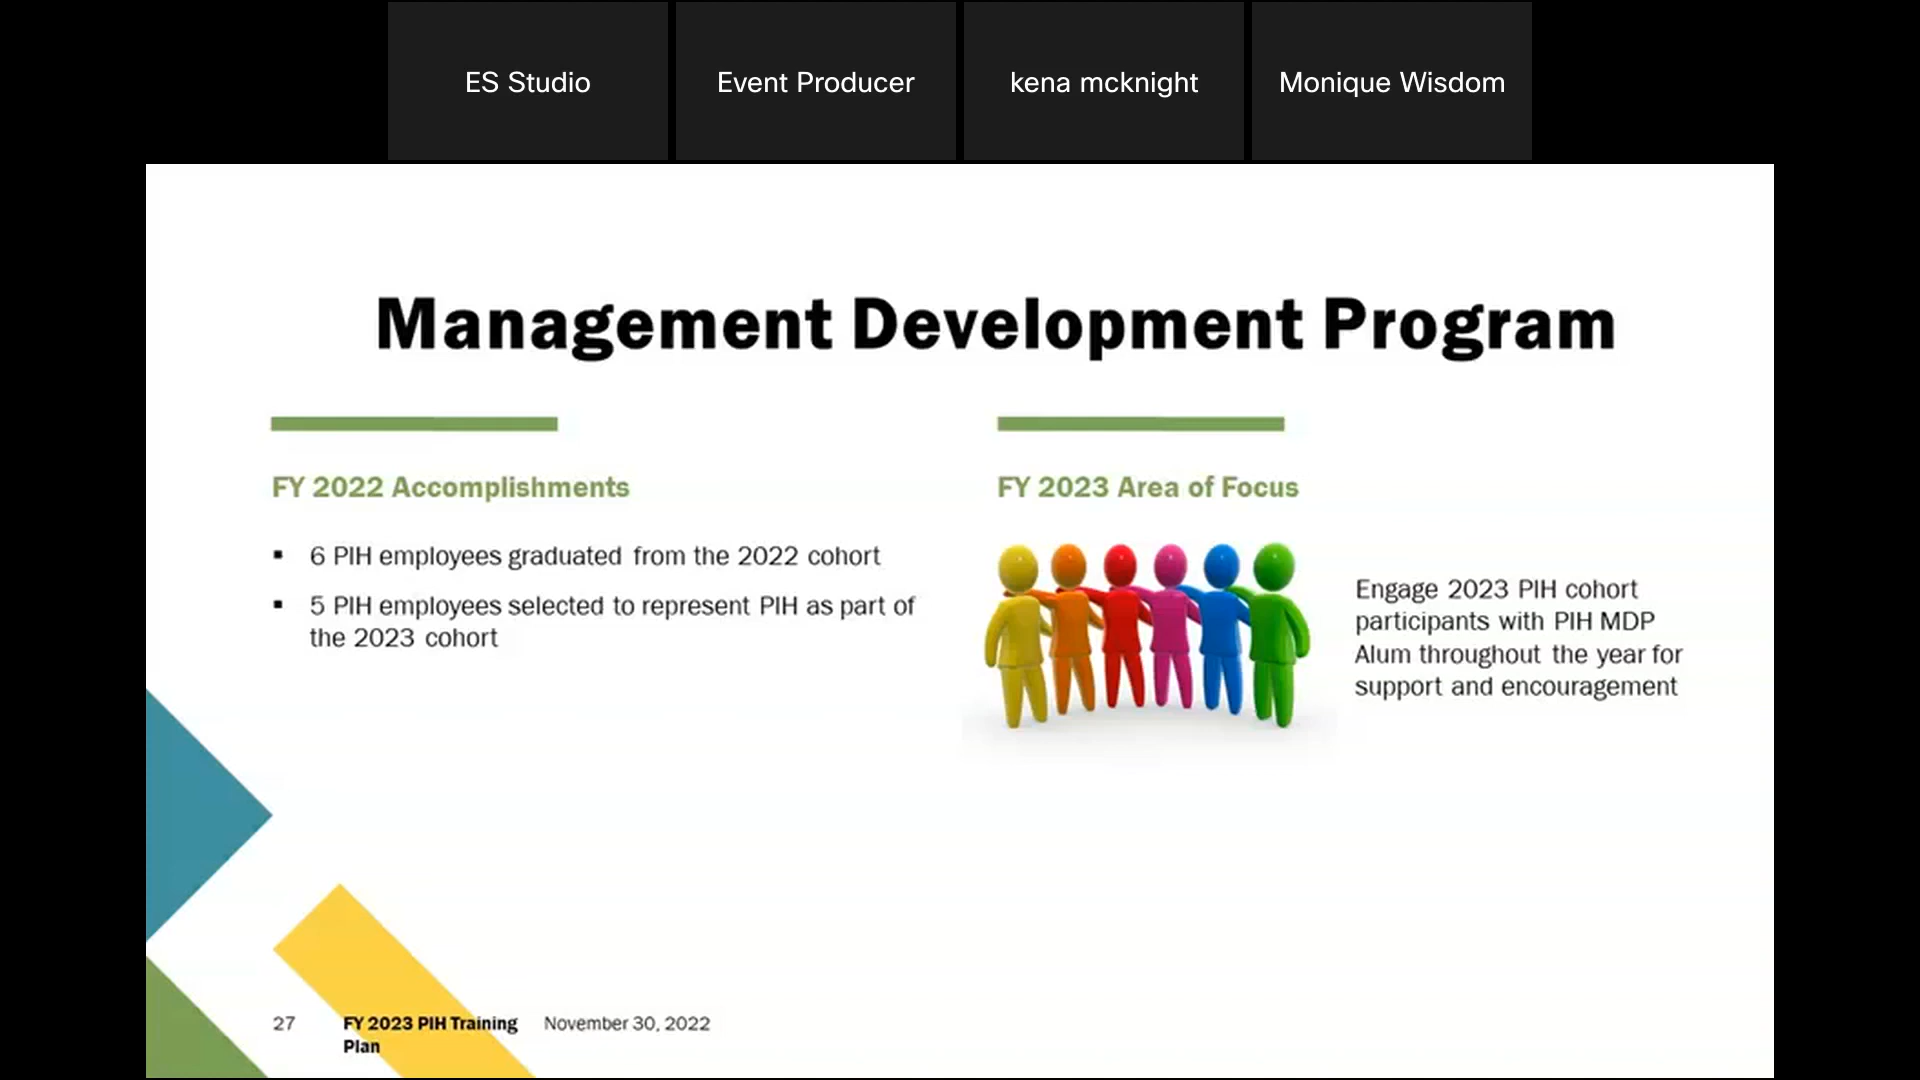 ES Studio
Event Producer
kena mcknight
Monique Wisdom
Management Development Program
FY 2022 Accomplishments
▪ 6 PIH employees graduated from the 2022 cohort
▪ 5 PIH employees selected to represent PIH as part of
the 2023 cohort
FY 2023 Area of Focus
Engage 2023 PIH cohort
participants with PIH MDP
Alum throughout the year for
support and encouragement
27
FY 2023 PIH Training
Plan
November 30, 2022